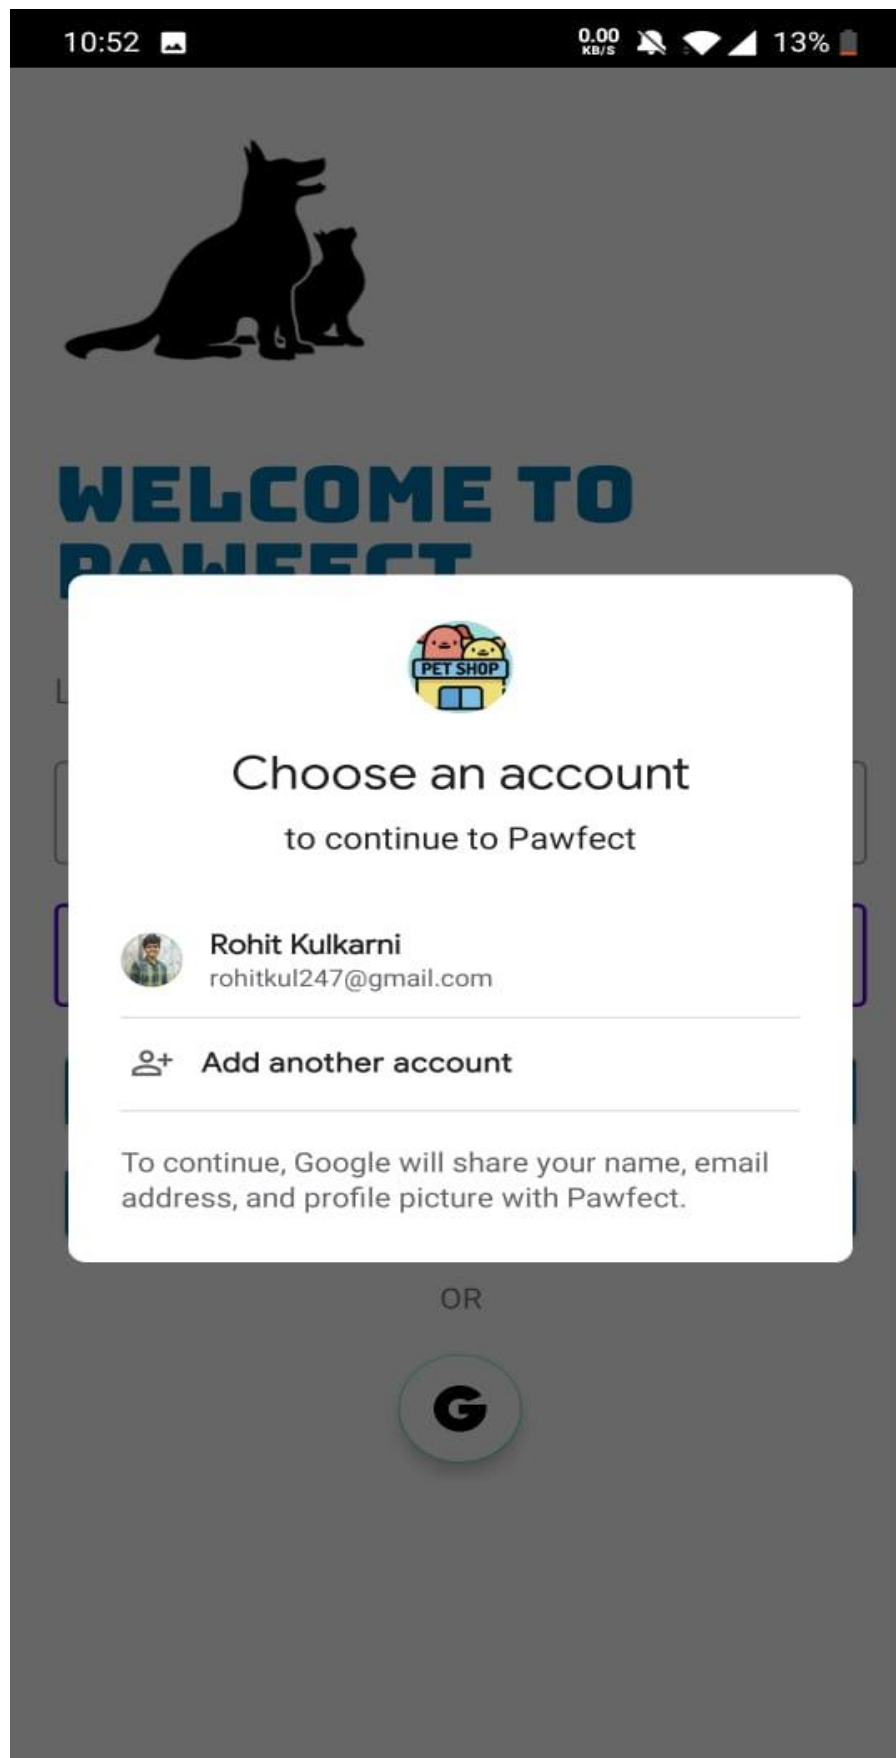 10:52
0.00
KB/S
13%
WELCOME TO
PAWFECT
PET SHOP
Choose an account
to continue to Pawfect
Rohit Kulkarni
rohitkul247@gmail.com
Add another account
To continue, Google will share your name, email
address, and profile picture with Pawfect.
OR
G